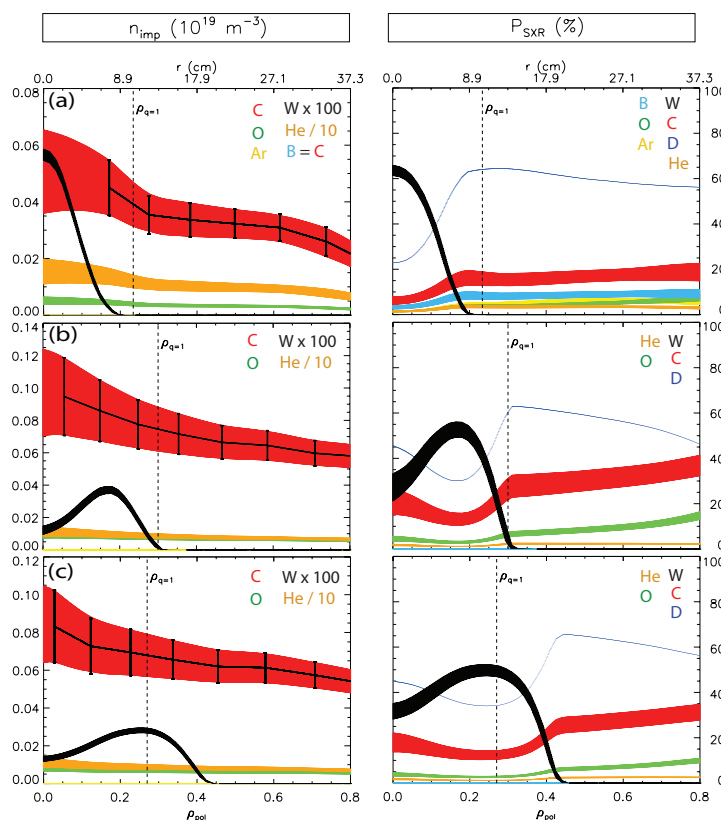 n_imp (10^19 m^-3) P_SXR (%)
r (cm) r (cm)
0.0 8.9 17.9 27.1 37.3 0.0 8.9 17.9 27.1 37.3
0.08 (a) ρ_q=1 C W x 100 ρ_q=1 B W 100
O He / 10 O C
Ar B = C Ar D
He
0.06 80
60
0.04
40
0.02
20
0.00 0
0.14 (b) ρ_q=1 C W x 100 ρ_q=1 He W
O He / 10 O C
D
0.12 80
0.10
60
0.08
0.06 40
0.04
20
0.02
0.00 0
0.12 (c) ρ_q=1 C W x 100 ρ_q=1 He W
O He / 10 O C
D
0.10 80
0.08
60
0.06
40
0.04
0.02 20
0.00 0
0.0 0.2 0.4 0.6 0.8 0.0 0.2 0.4 0.6 0.8
ρ_pol ρ_pol